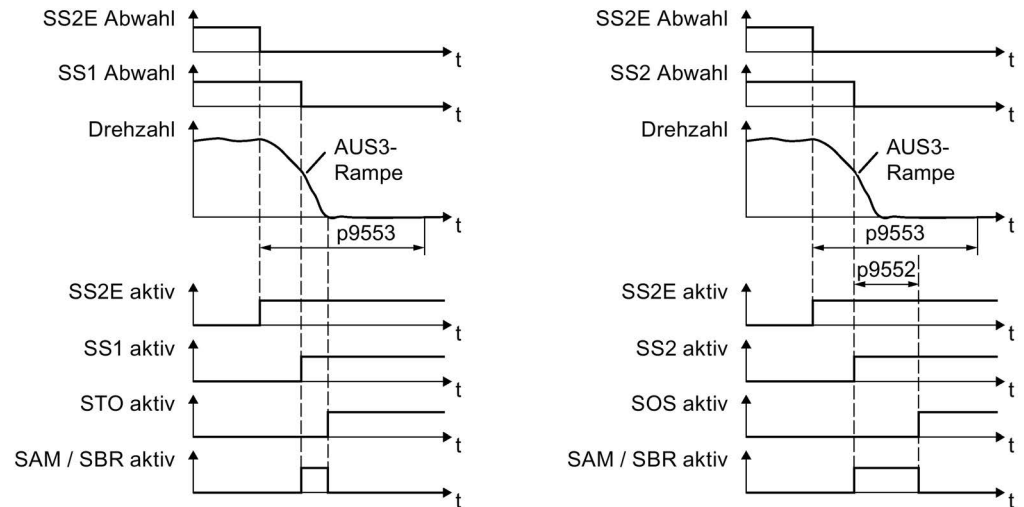 SS2E Abwahl
t
SS1 Abwahl
t
Drehzahl
AUS3-
Rampe
t
p9553
SS2E aktiv
t
SS1 aktiv
t
STO aktiv
t
SAM / SBR aktiv
t
SS2E Abwahl
t
SS2 Abwahl
t
Drehzahl
AUS3-
Rampe
t
p9553
p9552
SS2E aktiv
t
SS2 aktiv
t
SOS aktiv
t
SAM / SBR aktiv
t